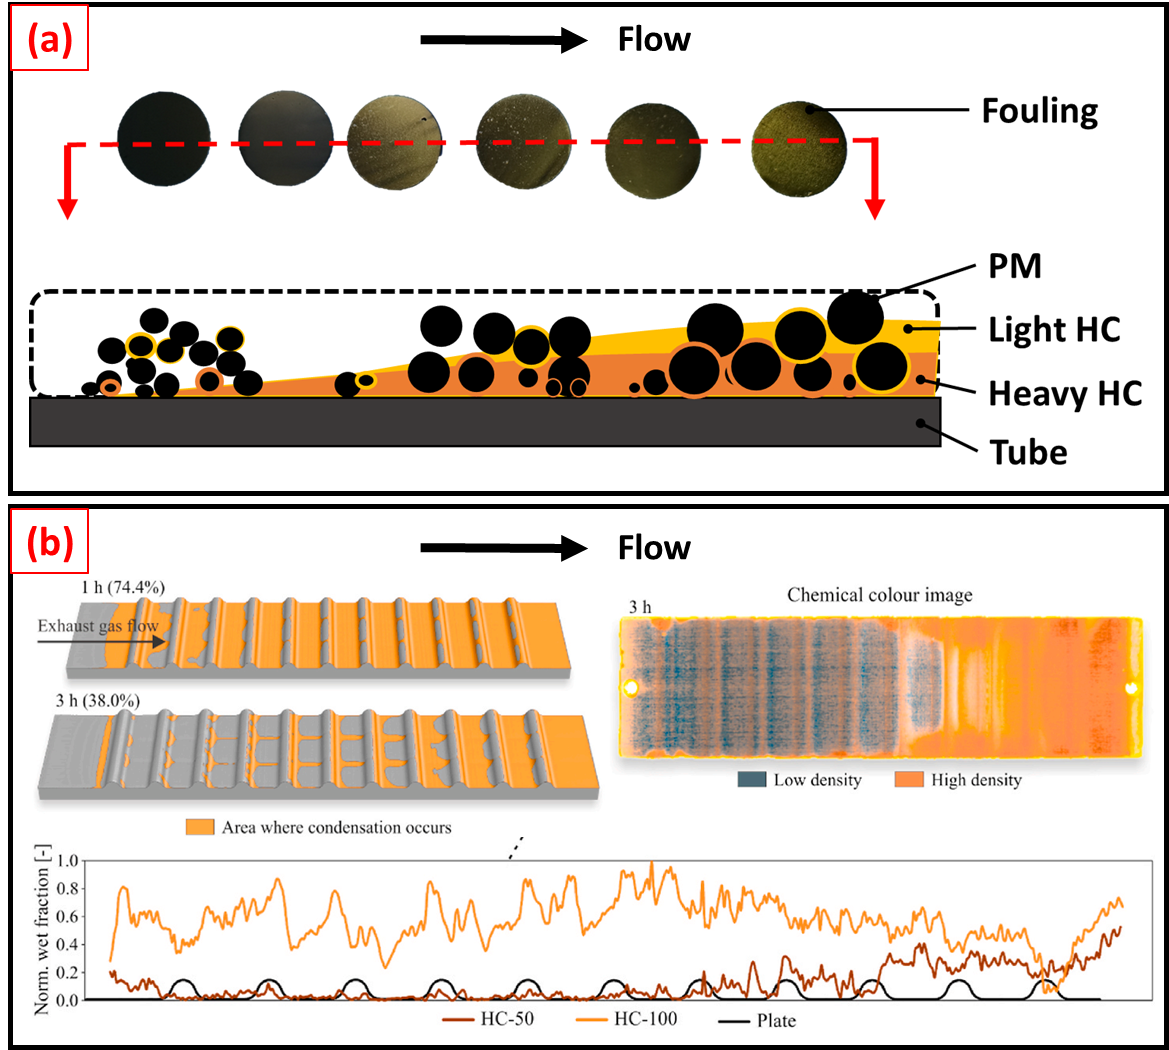 (a)
Flow
Fouling
PM
Light HC
Heavy HC
Tube
(b)
Flow
1 h (74.4%)
Exhaust gas flow
3 h (38.0%)
Area where condensation occurs
Chemical colour image
3 h
Low density
High density
Norm. wet fraction [-]
1.0
0.8
0.6
0.4
0.2
0.0
HC-50
HC-100
Plate